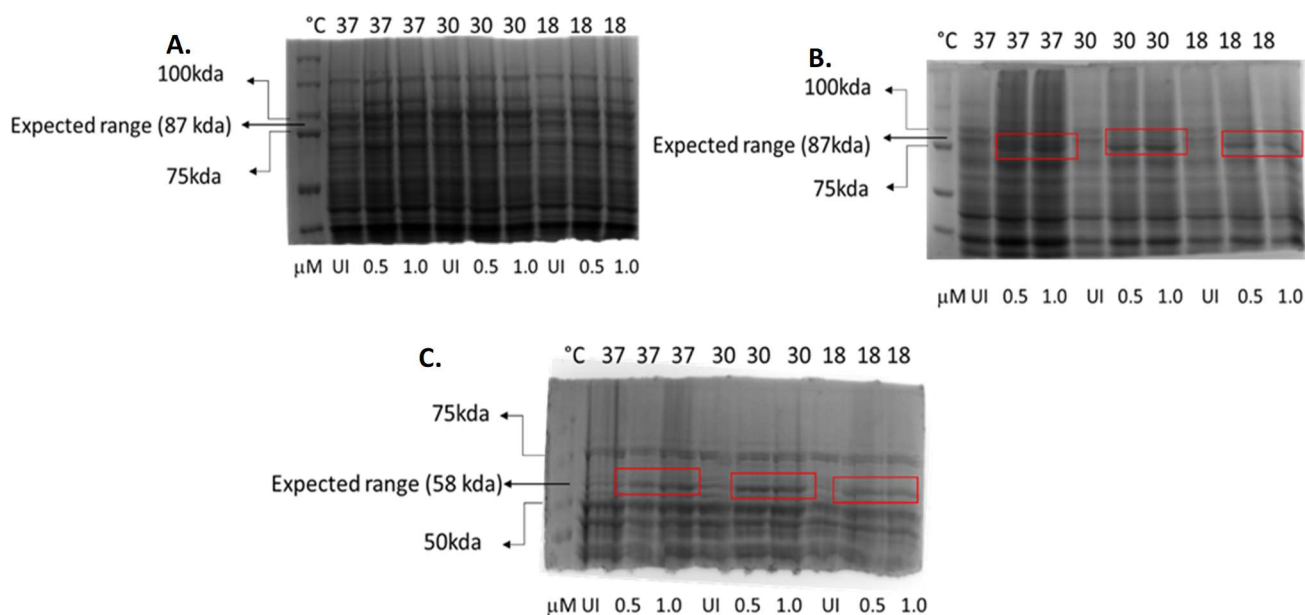 A.
°C 37 37 37 30 30 30 18 18 18
100kda
Expected range (87 kda)
75kda
μM UI 0.5 1.0 UI 0.5 1.0 UI 0.5 1.0
B.
°C 37 37 37 30 30 30 18 18 18
100kda
Expected range (87kda)
75kda
μM UI 0.5 1.0 UI 0.5 1.0 UI 0.5 1.0
C.
°C 37 37 37 30 30 30 18 18 18
75kda
Expected range (58 kda)
50kda
μM UI 0.5 1.0 UI 0.5 1.0 UI 0.5 1.0